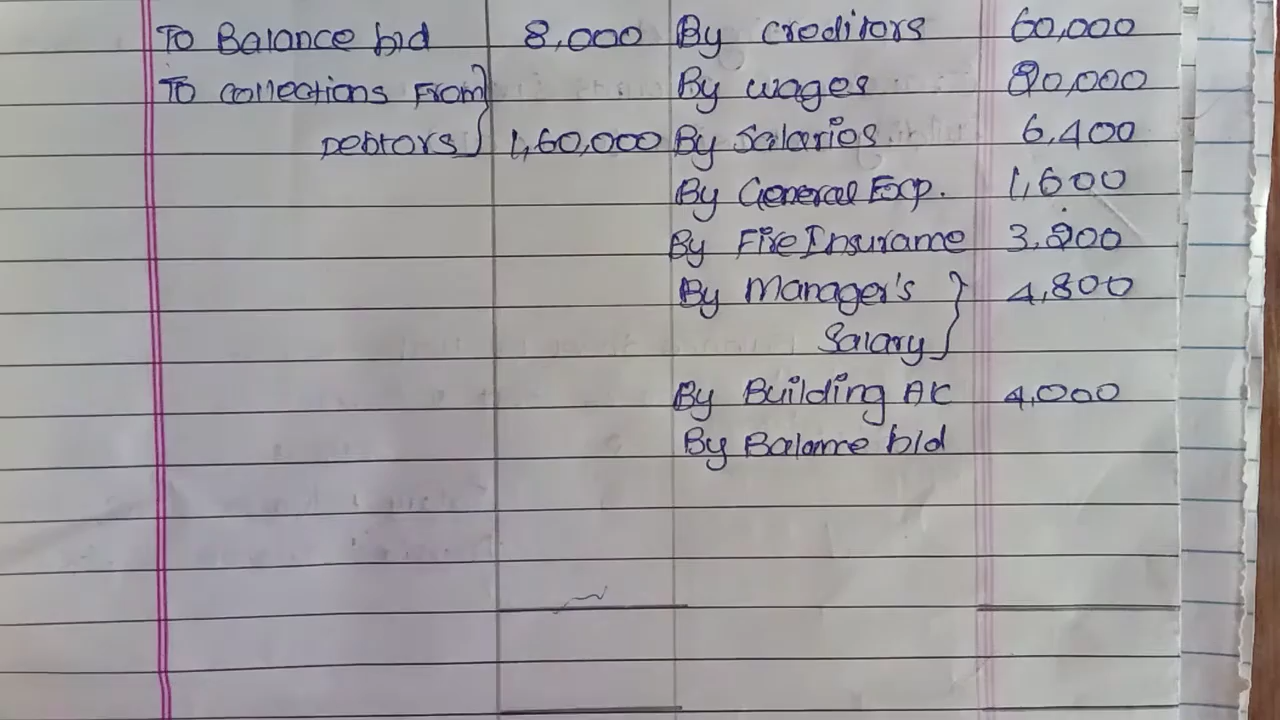 To Balance b/d 8,000 By creditors 60,000
To collections From By wages 80,000
Debtors 1,60,000 By Salaries 6,400
By General Exp. 1,600
By Fire Insurance 3,200
By Manager's 4,800
Salary
By Building A/c 4,000
By Balance b/d